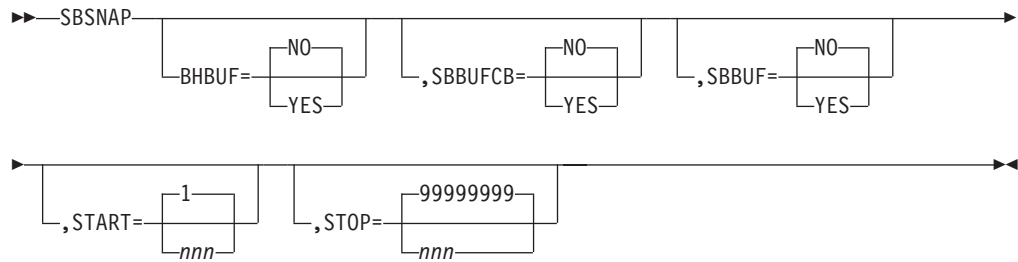 SBSNAP
NO NO NO
BHBUF= ,SBBUFCB= ,SBBUF=
YES YES YES
1 99999999
,START= ,STOP=
nnn nnn